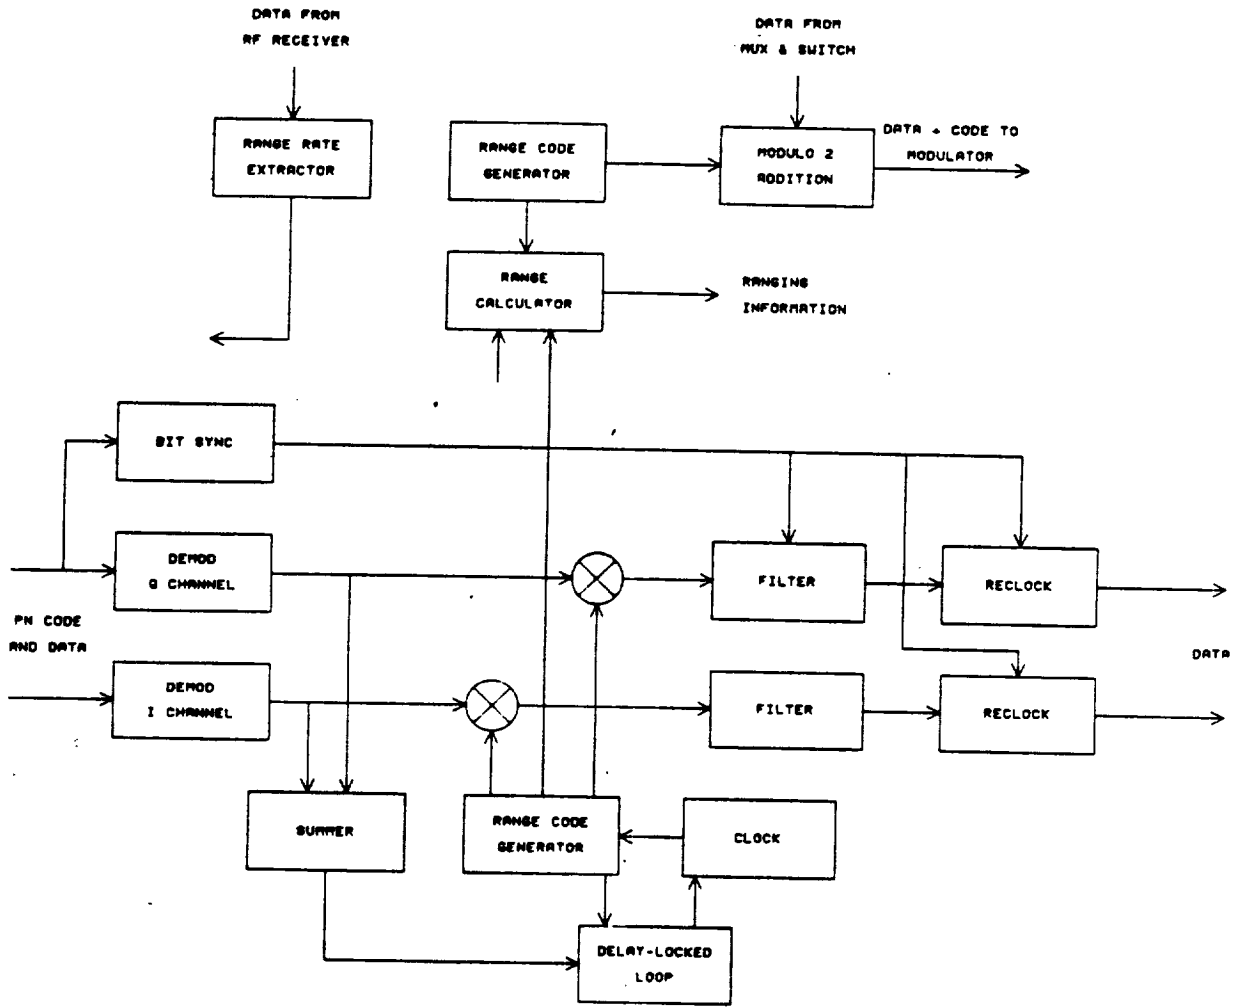 DATA FROM
RF RECEIVER
DATA FROM
MUX & SWITCH
RANGE RATE
EXTRACTOR
RANGE CODE
GENERATOR
MODULO 2
ADDITION
DATA + CODE TO
MODULATOR
RANGE
CALCULATOR
RANGING
INFORMATION
BIT SYNC
DEMOD
Q CHANNEL
FILTER
RECLOCK
PN CODE
AND DATA
DATA
DEMOD
I CHANNEL
FILTER
RECLOCK
SUMMER
RANGE CODE
GENERATOR
CLOCK
DELAY-LOCKED
LOOP